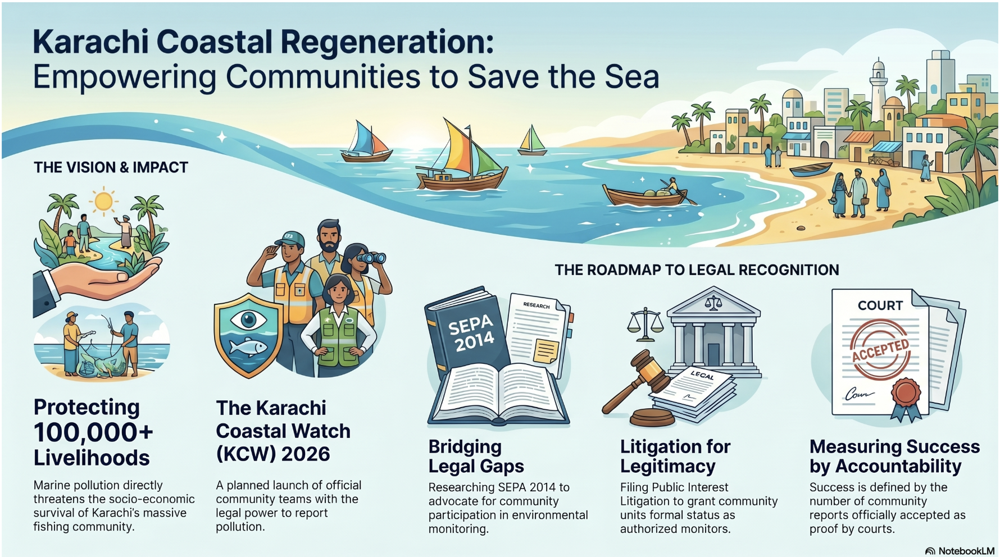 Karachi Coastal Regeneration:
Empowering Communities to Save the Sea
THE VISION & IMPACT
Protecting
100,000+
Livelihoods
Marine pollution directly
threatens the socio-economic
survival of Karachi's massive
fishing community.
The Karachi
Coastal Watch
(KCW) 2026
A planned launch of official
community teams with the
legal power to report
pollution.
THE ROADMAP TO LEGAL RECOGNITION
SEPA
2014
RESEARCH
Bridging
Legal Gaps
Researching SEPA 2014 to
advocate for community
participation in environmental
monitoring.
LEGAL
Litigation for
Legitimacy
Filing Public Interest
Litigation to grant community
units formal status as
authorized monitors.
COURT
ACCEPTED
Measuring Success
by Accountability
Success is defined by the
number of community
reports officially accepted as
proof by courts.
NotebookLM